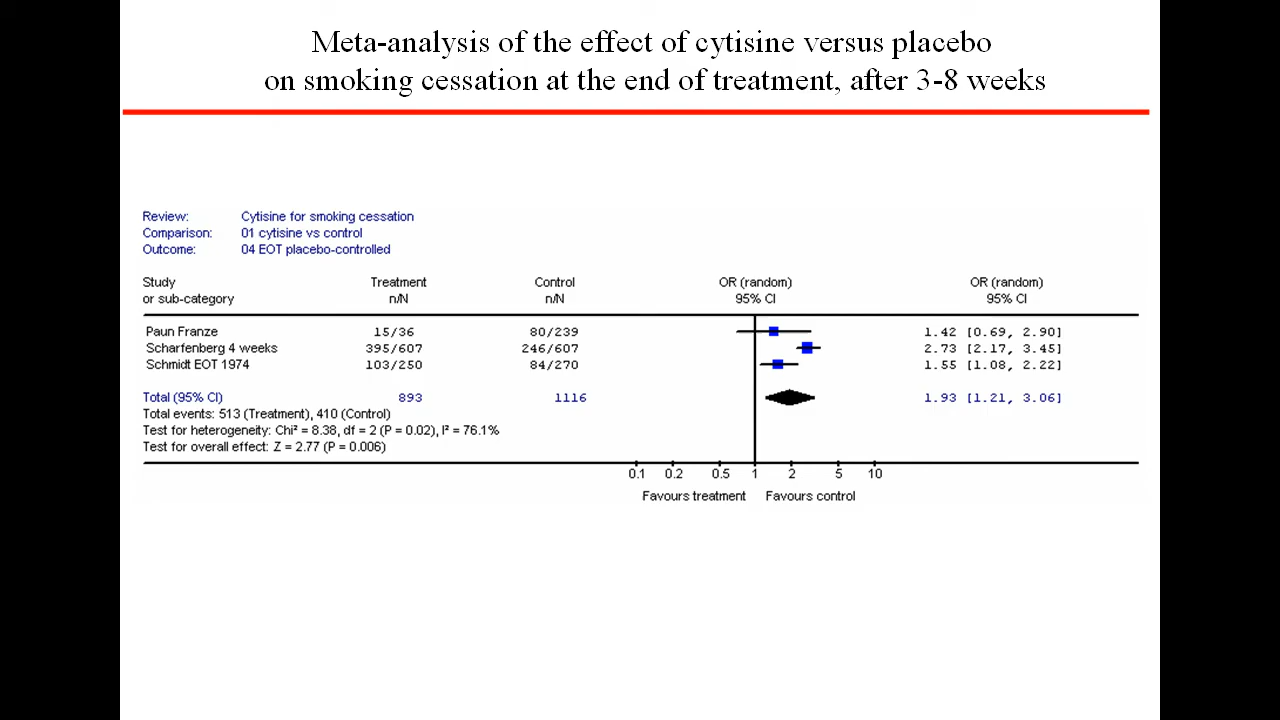 Meta-analysis of the effect of cytisine versus placebo
on smoking cessation at the end of treatment, after 3-8 weeks
Review: Cytisine for smoking cessation
Comparison: 01 cytisine vs control
Outcome: 04 EOT placebo-controlled
Study Treatment Control OR (random) OR (random)
or sub-category n/N n/N 95% CI 95% CI
Paun Franze 15/36 80/239 1.42 [0.69, 2.90]
Scharfenberg 4 weeks 395/607 246/607 2.73 [2.17, 3.45]
Schmidt EOT 1974 103/250 84/270 1.55 [1.08, 2.22]
Total (95% CI) 893 1116 1.93 [1.21, 3.06]
Total events: 513 (Treatment), 410 (Control)
Test for heterogeneity: Chi² = 8.38, df = 2 (P = 0.02), I² = 76.1%
Test for overall effect: Z = 2.77 (P = 0.006)
0.1 0.2 0.5 1 2 5 10
Favours treatment Favours control